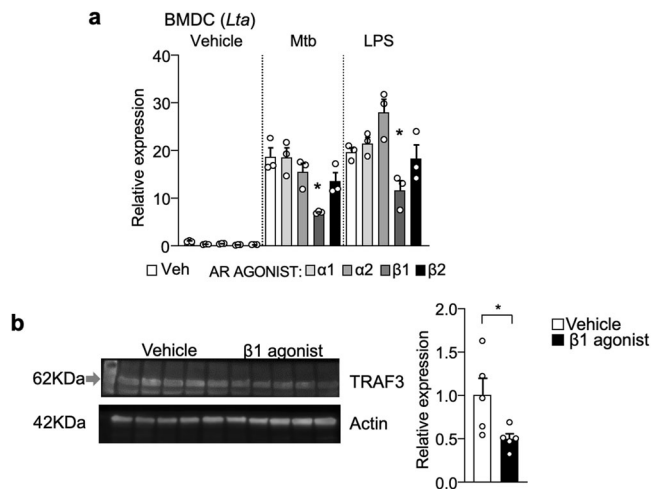 a
BMDC (Lta)
Vehicle Mtb LPS
Relative expression
40
30
20
10
0
*
*
Veh AR AGONIST: α1 α2 β1 β2
b
Vehicle β1 agonist
62KDa TRAF3
42KDa Actin
Relative expression
2.0
1.5
1.0
0.5
0.0
*
Vehicle
β1 agonist